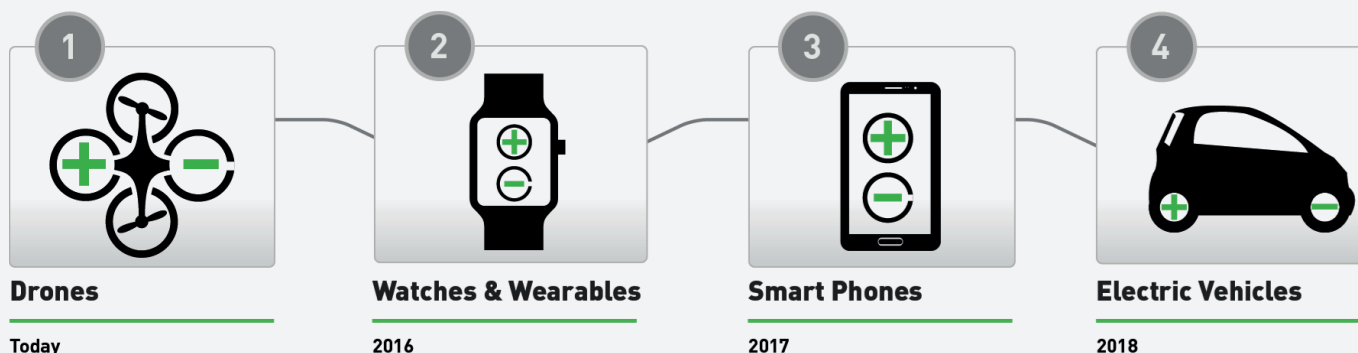 1
2
3
4
Drones
Watches & Wearables
Smart Phones
Electric Vehicles
Today
2016
2017
2018